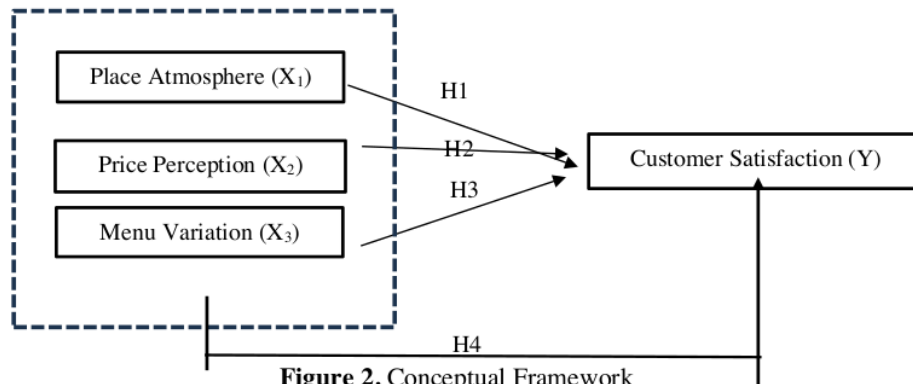 Place Atmosphere (X₁)
H1
Price Perception (X₂)
H2
Customer Satisfaction (Y)
H3
Menu Variation (X₃)
H4
Figure 2. Conceptual Framework